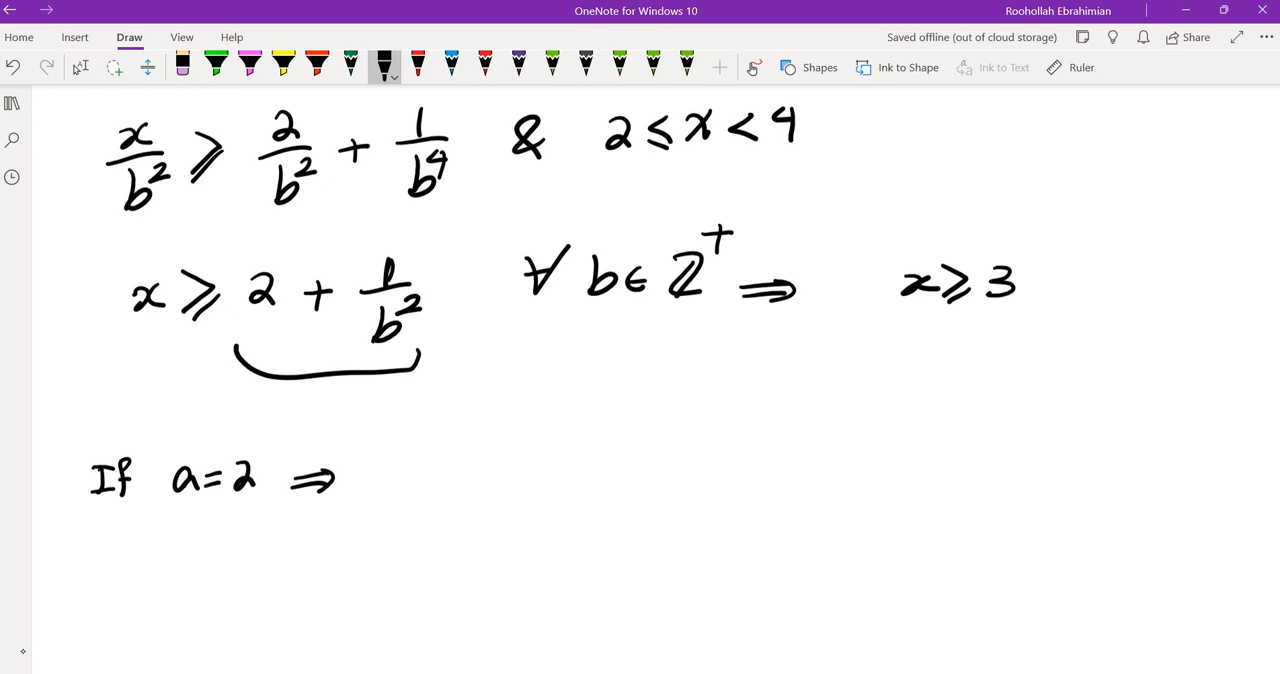 OneNote for Windows 10
Roohollah Ebrahimian
Home Insert Draw View Help
Saved offline (out of cloud storage) Share
Shapes Ink to Shape Ink to Text Ruler
x/b² ⩾ 2/b² + 1/b⁴ & 2 ≤ x < 4
x ⩾ 2 + 1/b² ∀ b ∈ ℤ⁺ ⇒ x ⩾ 3
If a = 2 ⇒